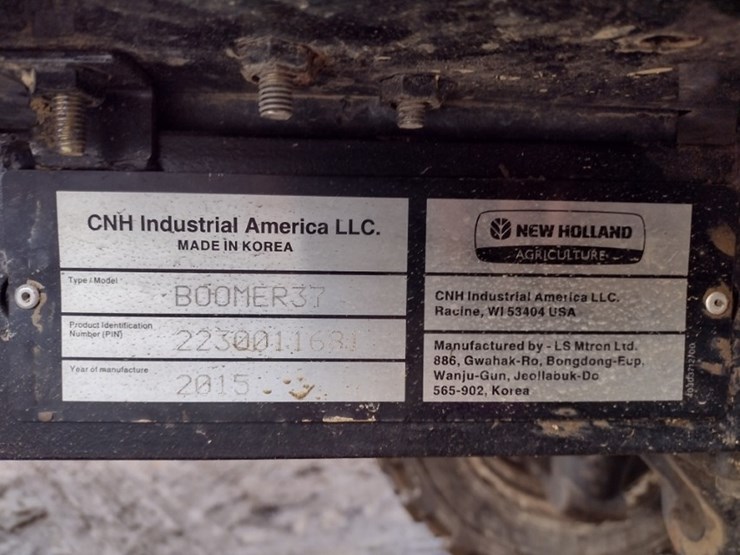 CNH Industrial America LLC.
MADE IN KOREA
Type / Model
BOOMER37
Product Identification
Number (PIN)
2230011681
Year of manufacture
2015
NEW HOLLAND
AGRICULTURE
CNH Industrial America LLC.
Racine, WI 53404 USA
Manufactured by - LS Mtron Ltd.
886, Gwahak-Ro, Bongdong-Eup,
Wanju-Gun, Jeollabuk-Do
565-902, Korea